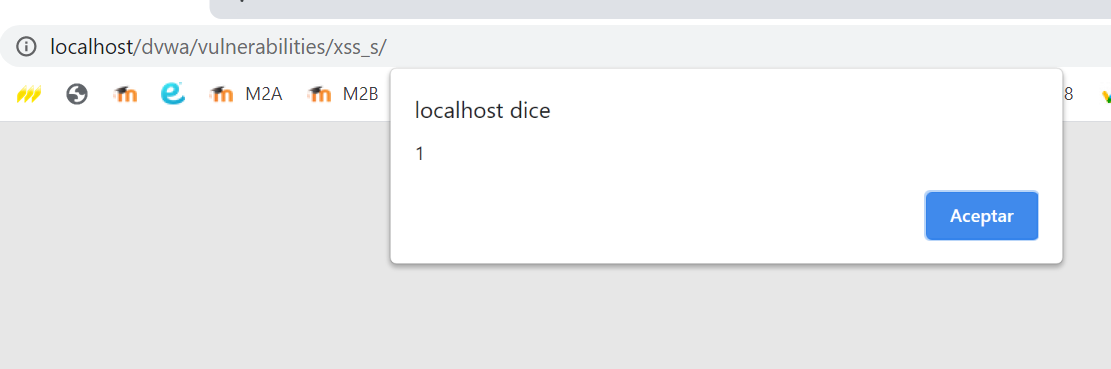 localhost/dvwa/vulnerabilities/xss_s/
M2A M2B 8
localhost dice
1
Aceptar